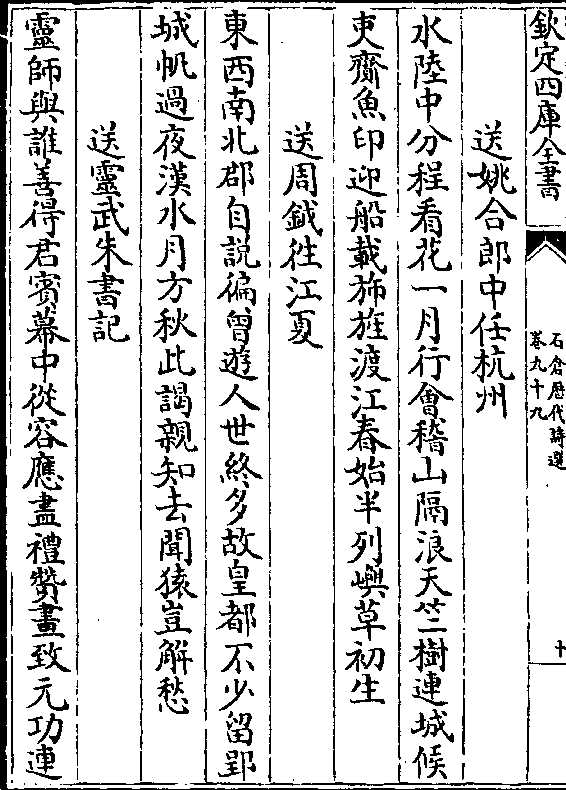 欽定四庫全書
石倉歴代詩選
卷九十九
十
送姚合郎中任杭州
水陸中分程看花一月行會稽山隔浪天竺樹連城候
吏齎魚印迎船載斾旌渡江春始半列嶼草初生
送周鉞徃江夏
東西南北郡自説徧曾遊人世終多故皇都不少留郢
城帆過夜漢水月方秋此謁親知去聞猿豈解愁
送靈武朱書記
靈師與誰善得君賓幕中從容應盡禮賛畫致元功連